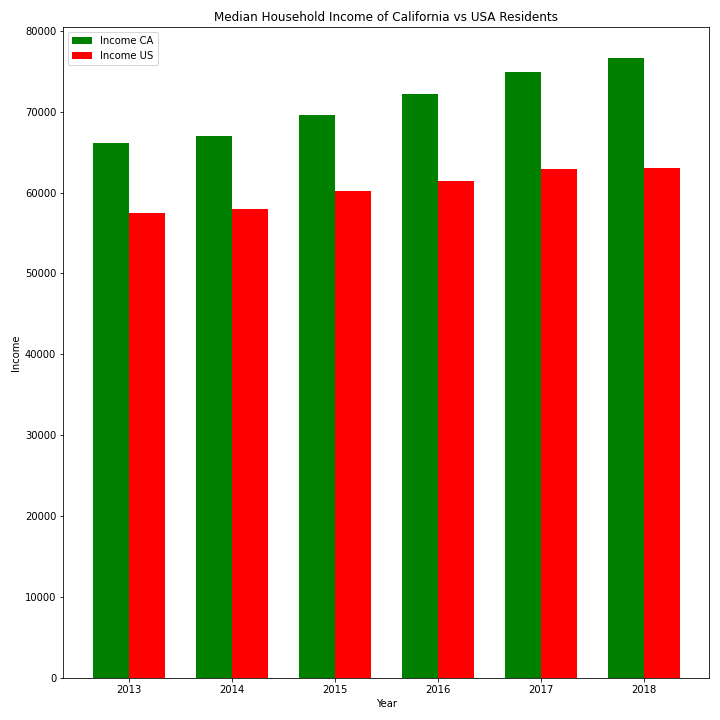 Median Household Income of California vs USA Residents
Income CA
Income US
80000
70000
60000
50000
40000
30000
20000
10000
0
Income
2013 2014 2015 2016 2017 2018
Year